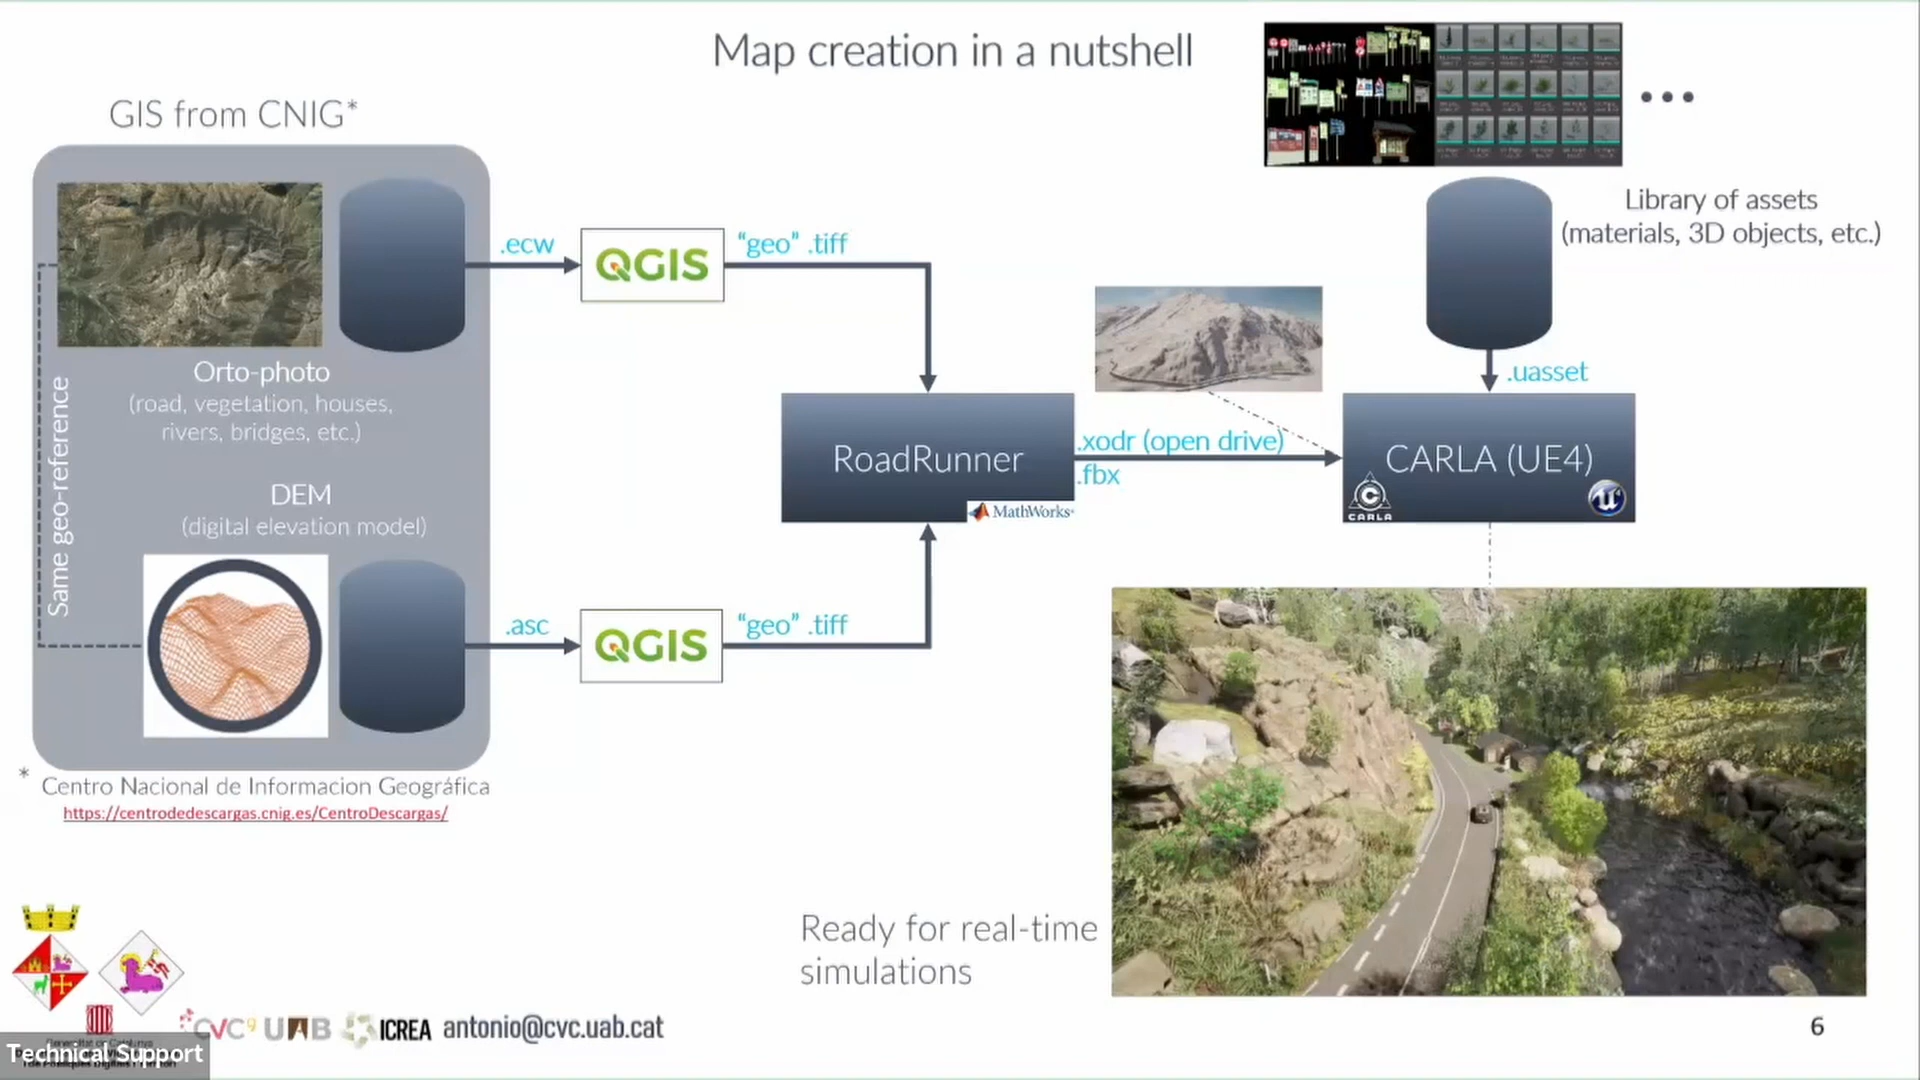 Map creation in a nutshell
GIS from CNIG*
Orto-photo
(road, vegetation, houses,
rivers, bridges, etc.)
Same geo-reference
DEM
(digital elevation model)
.ecw
QGIS
"geo" .tiff
.asc
QGIS
"geo" .tiff
RoadRunner
MathWorks
.xodr (open drive)
.fbx
Library of assets
(materials, 3D objects, etc.)
.uasset
CARLA (UE4)
CARLA
* Centro Nacional de Informacion Geográfica
https://centrodedescargas.cnig.es/CentroDescargas/
Ready for real-time
simulations
CVC UAB ICREA antonio@cvc.uab.cat
Technical Support
6